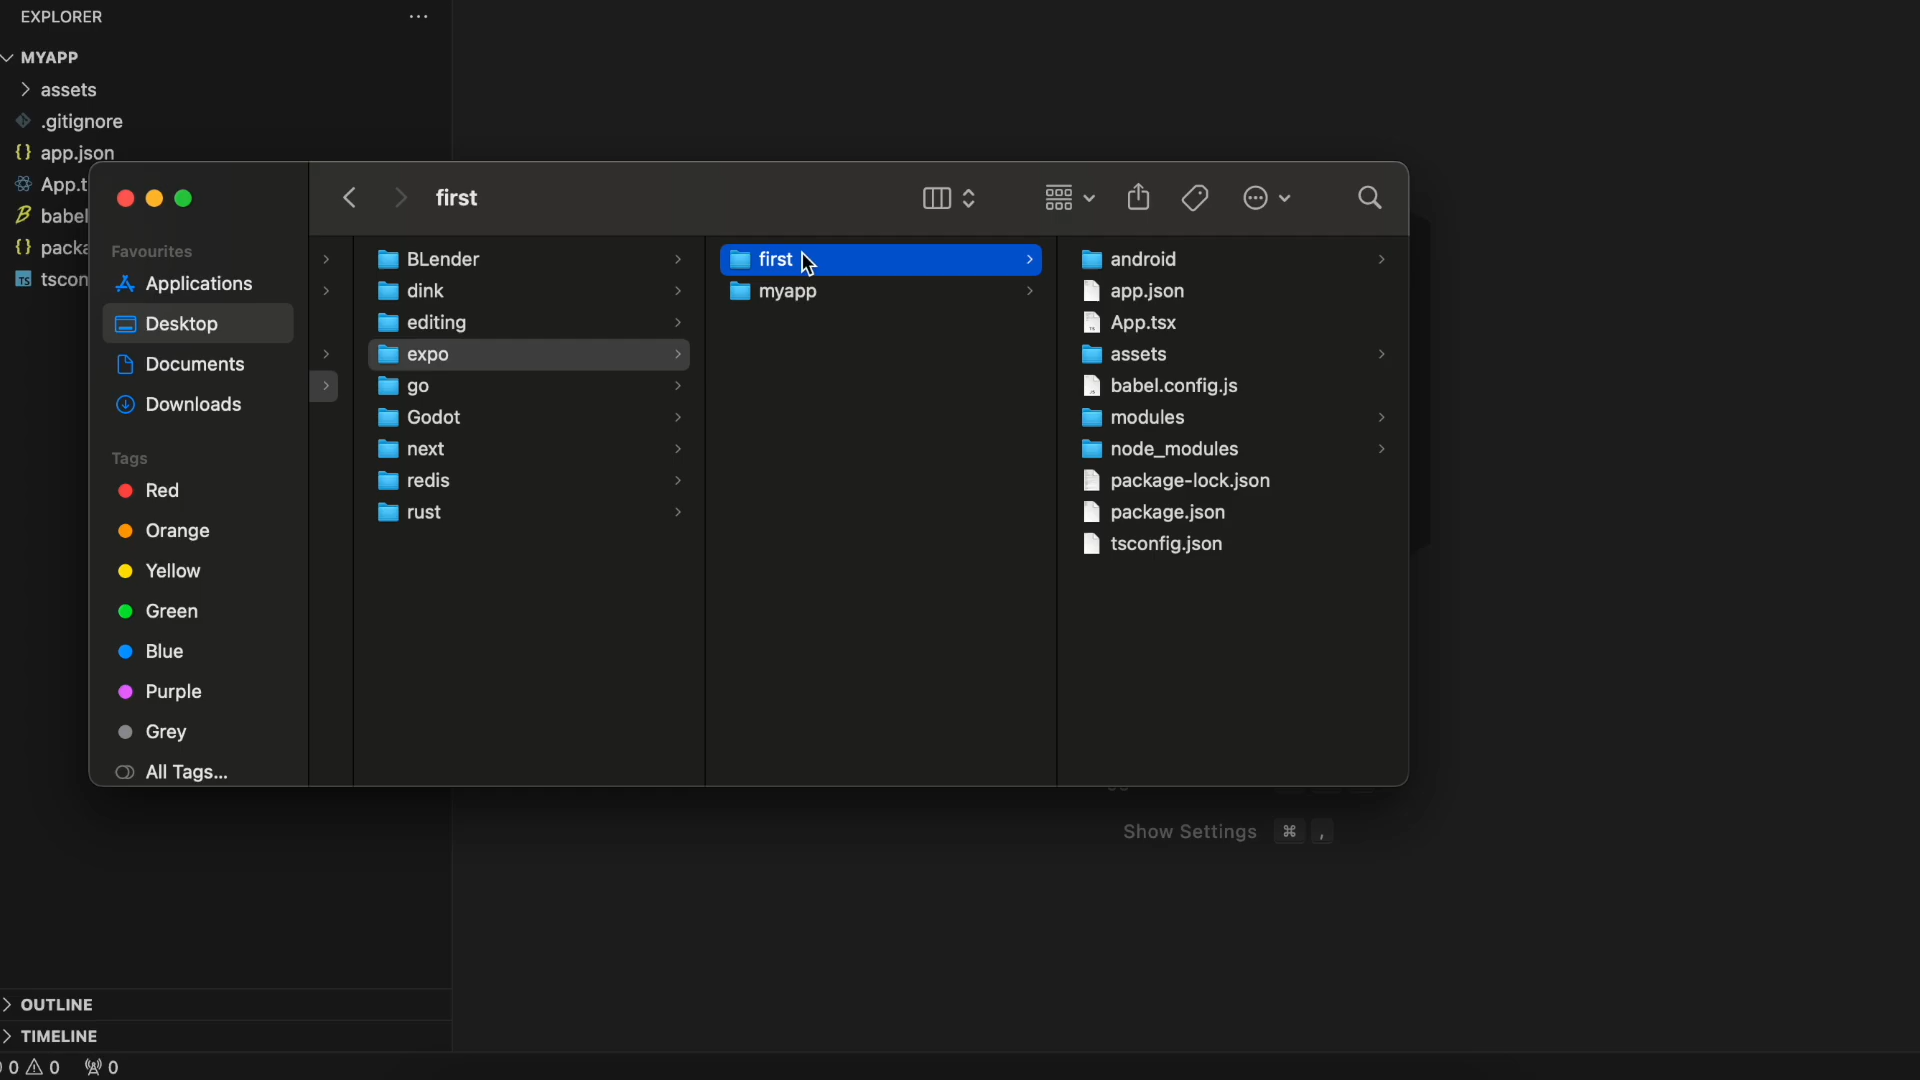 EXPLORER
MYAPP
assets
.gitignore
app.json
App.t
babel
packa
tscon
first
Favourites
Applications
Desktop
Documents
Downloads
Tags
Red
Orange
Yellow
Green
Blue
Purple
Grey
All Tags...
BLender
dink
editing
expo
go
Godot
next
redis
rust
first
myapp
android
app.json
App.tsx
assets
babel.config.js
modules
node_modules
package-lock.json
package.json
tsconfig.json
Show Settings ⌘ ,
OUTLINE
TIMELINE
0 0 0